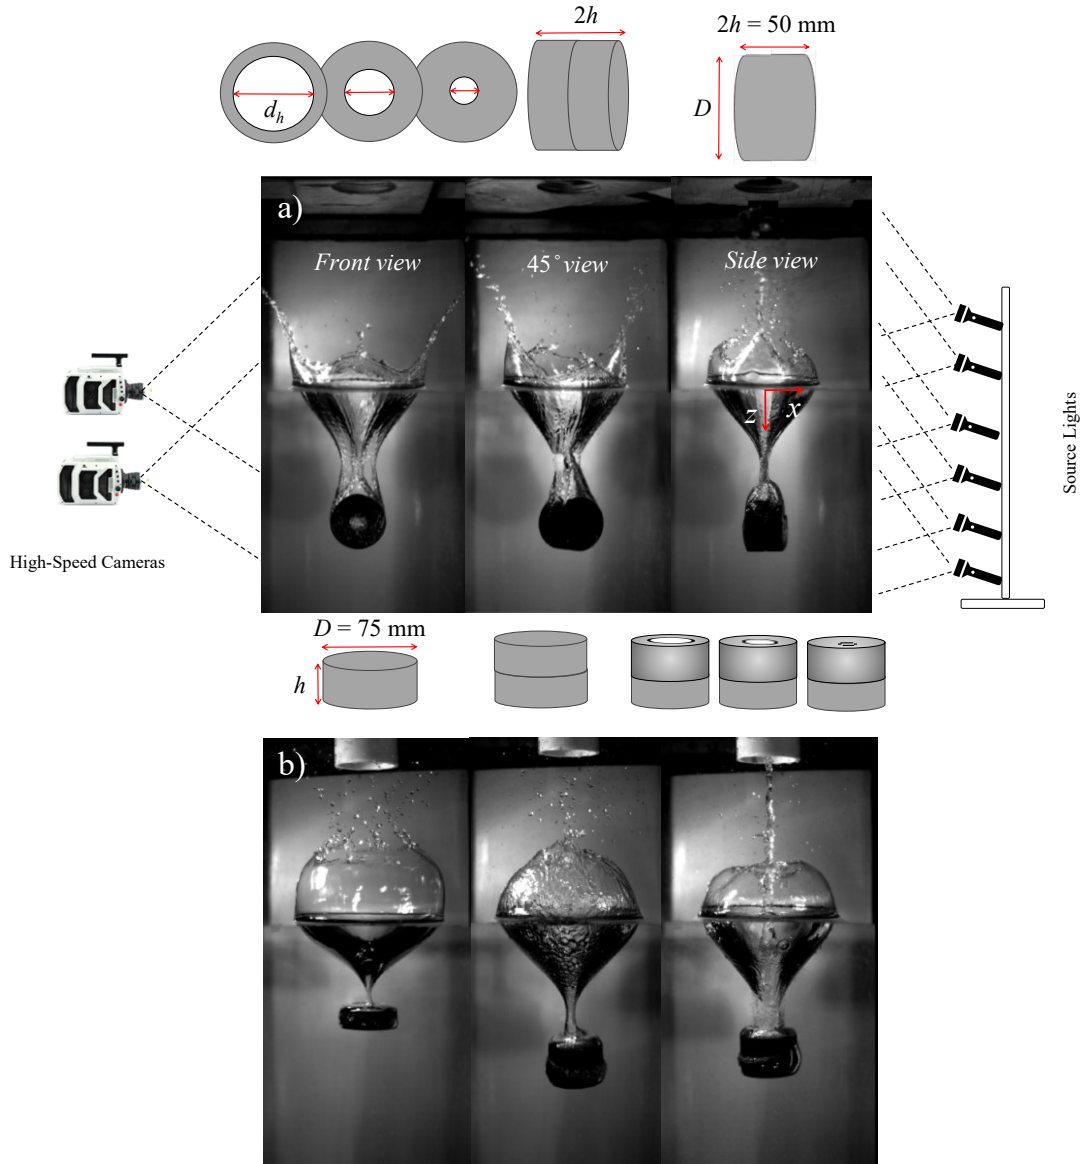 2h
2h = 50 mm
D
d_h
a)
Front view
45° view
Side view
z
x
High-Speed Cameras
Source Lights
D = 75 mm
h
b)